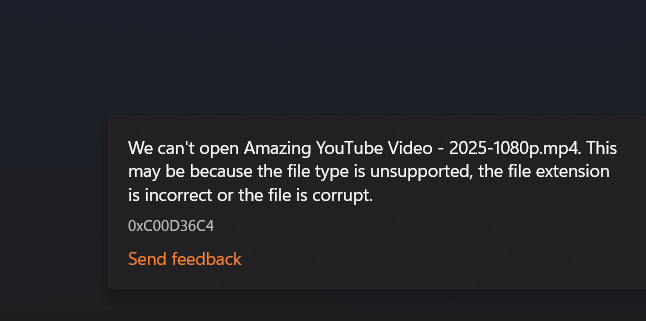 We can't open Amazing YouTube Video - 2025-1080p.mp4. This
may be because the file type is unsupported, the file extension
is incorrect or the file is corrupt.
0xC00D36C4
Send feedback